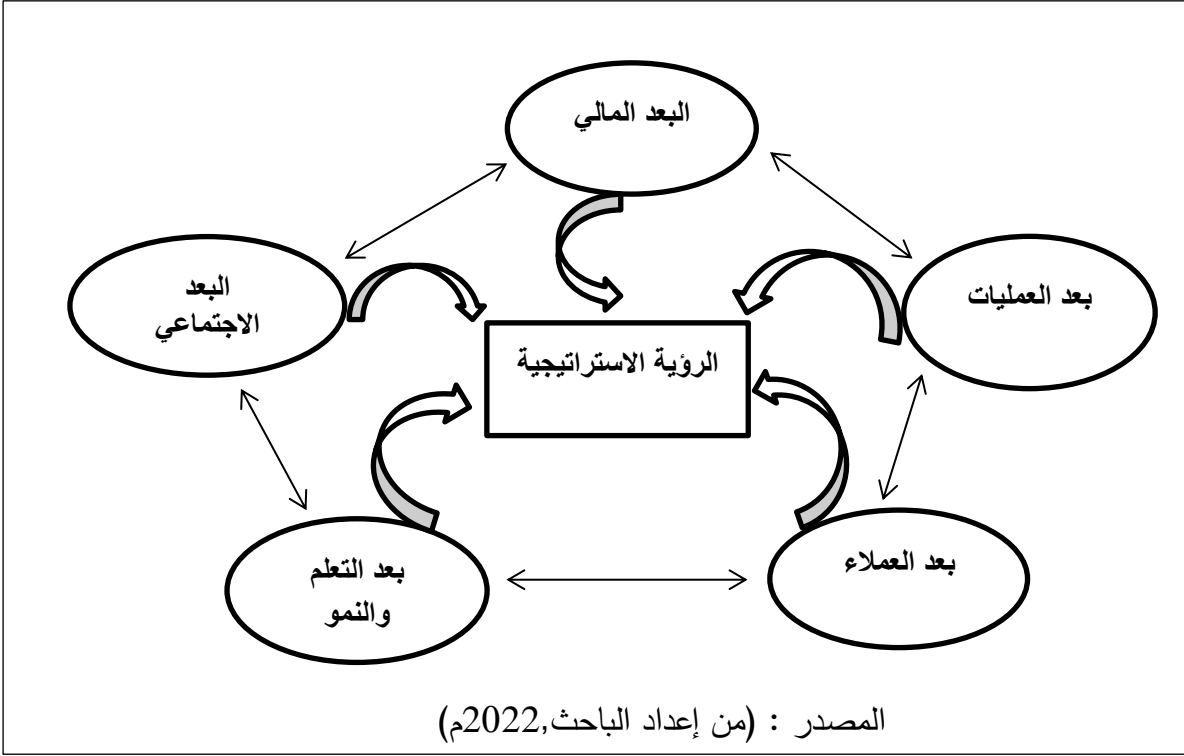 البعد المالي
بعد العمليات
البعد
الاجتماعي
الرؤية الاستراتيجية
بعد العملاء
بعد التعلم
والنمو
المصدر : (من إعداد الباحث,2022م)